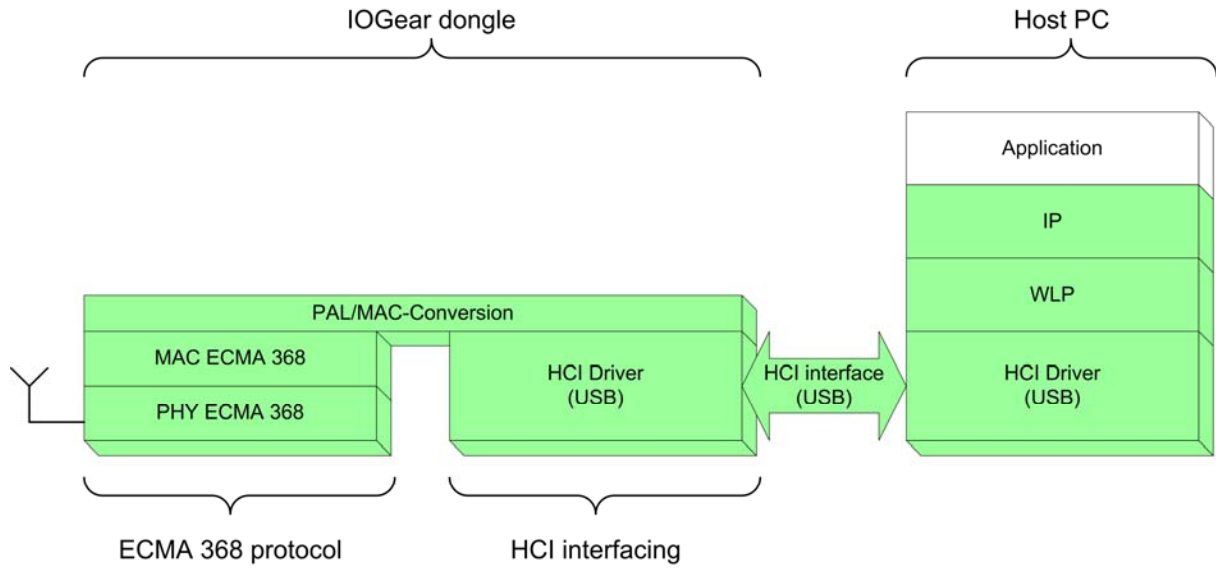 IOGear dongle
Host PC
Application
IP
WLP
PAL/MAC-Conversion
MAC ECMA 368
PHY ECMA 368
HCI Driver
(USB)
HCI interface
(USB)
HCI Driver
(USB)
ECMA 368 protocol
HCI interfacing